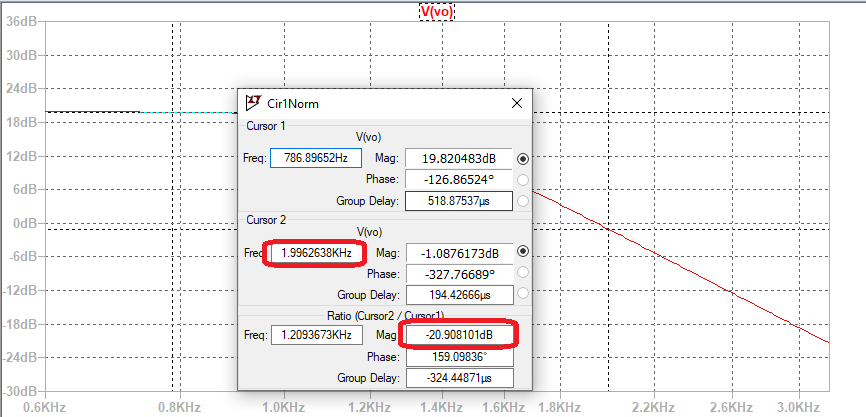 V(vo)
36dB
30dB
24dB
18dB
12dB
6dB
0dB
-6dB
-12dB
-18dB
-24dB
-30dB
Cir1Norm
Cursor 1
V(vo)
Freq: 786.89652Hz Mag: 19.820483dB
Phase: -126.86524°
Group Delay: 518.87537µs
Cursor 2
V(vo)
Freq 1.9962638KHz Mag: -1.0876173dB
Phase: -327.76689°
Group Delay: 194.42666µs
Ratio (Cursor2 / Cursor1)
Freq: 1.2093673KHz Mag -20.908101dB
Phase: 159.09836°
Group Delay: -324.44871µs
0.6KHz 0.8KHz 1.0KHz 1.2KHz 1.4KHz 1.6KHz 1.8KHz 2.2KHz 2.6KHz 3.0KHz